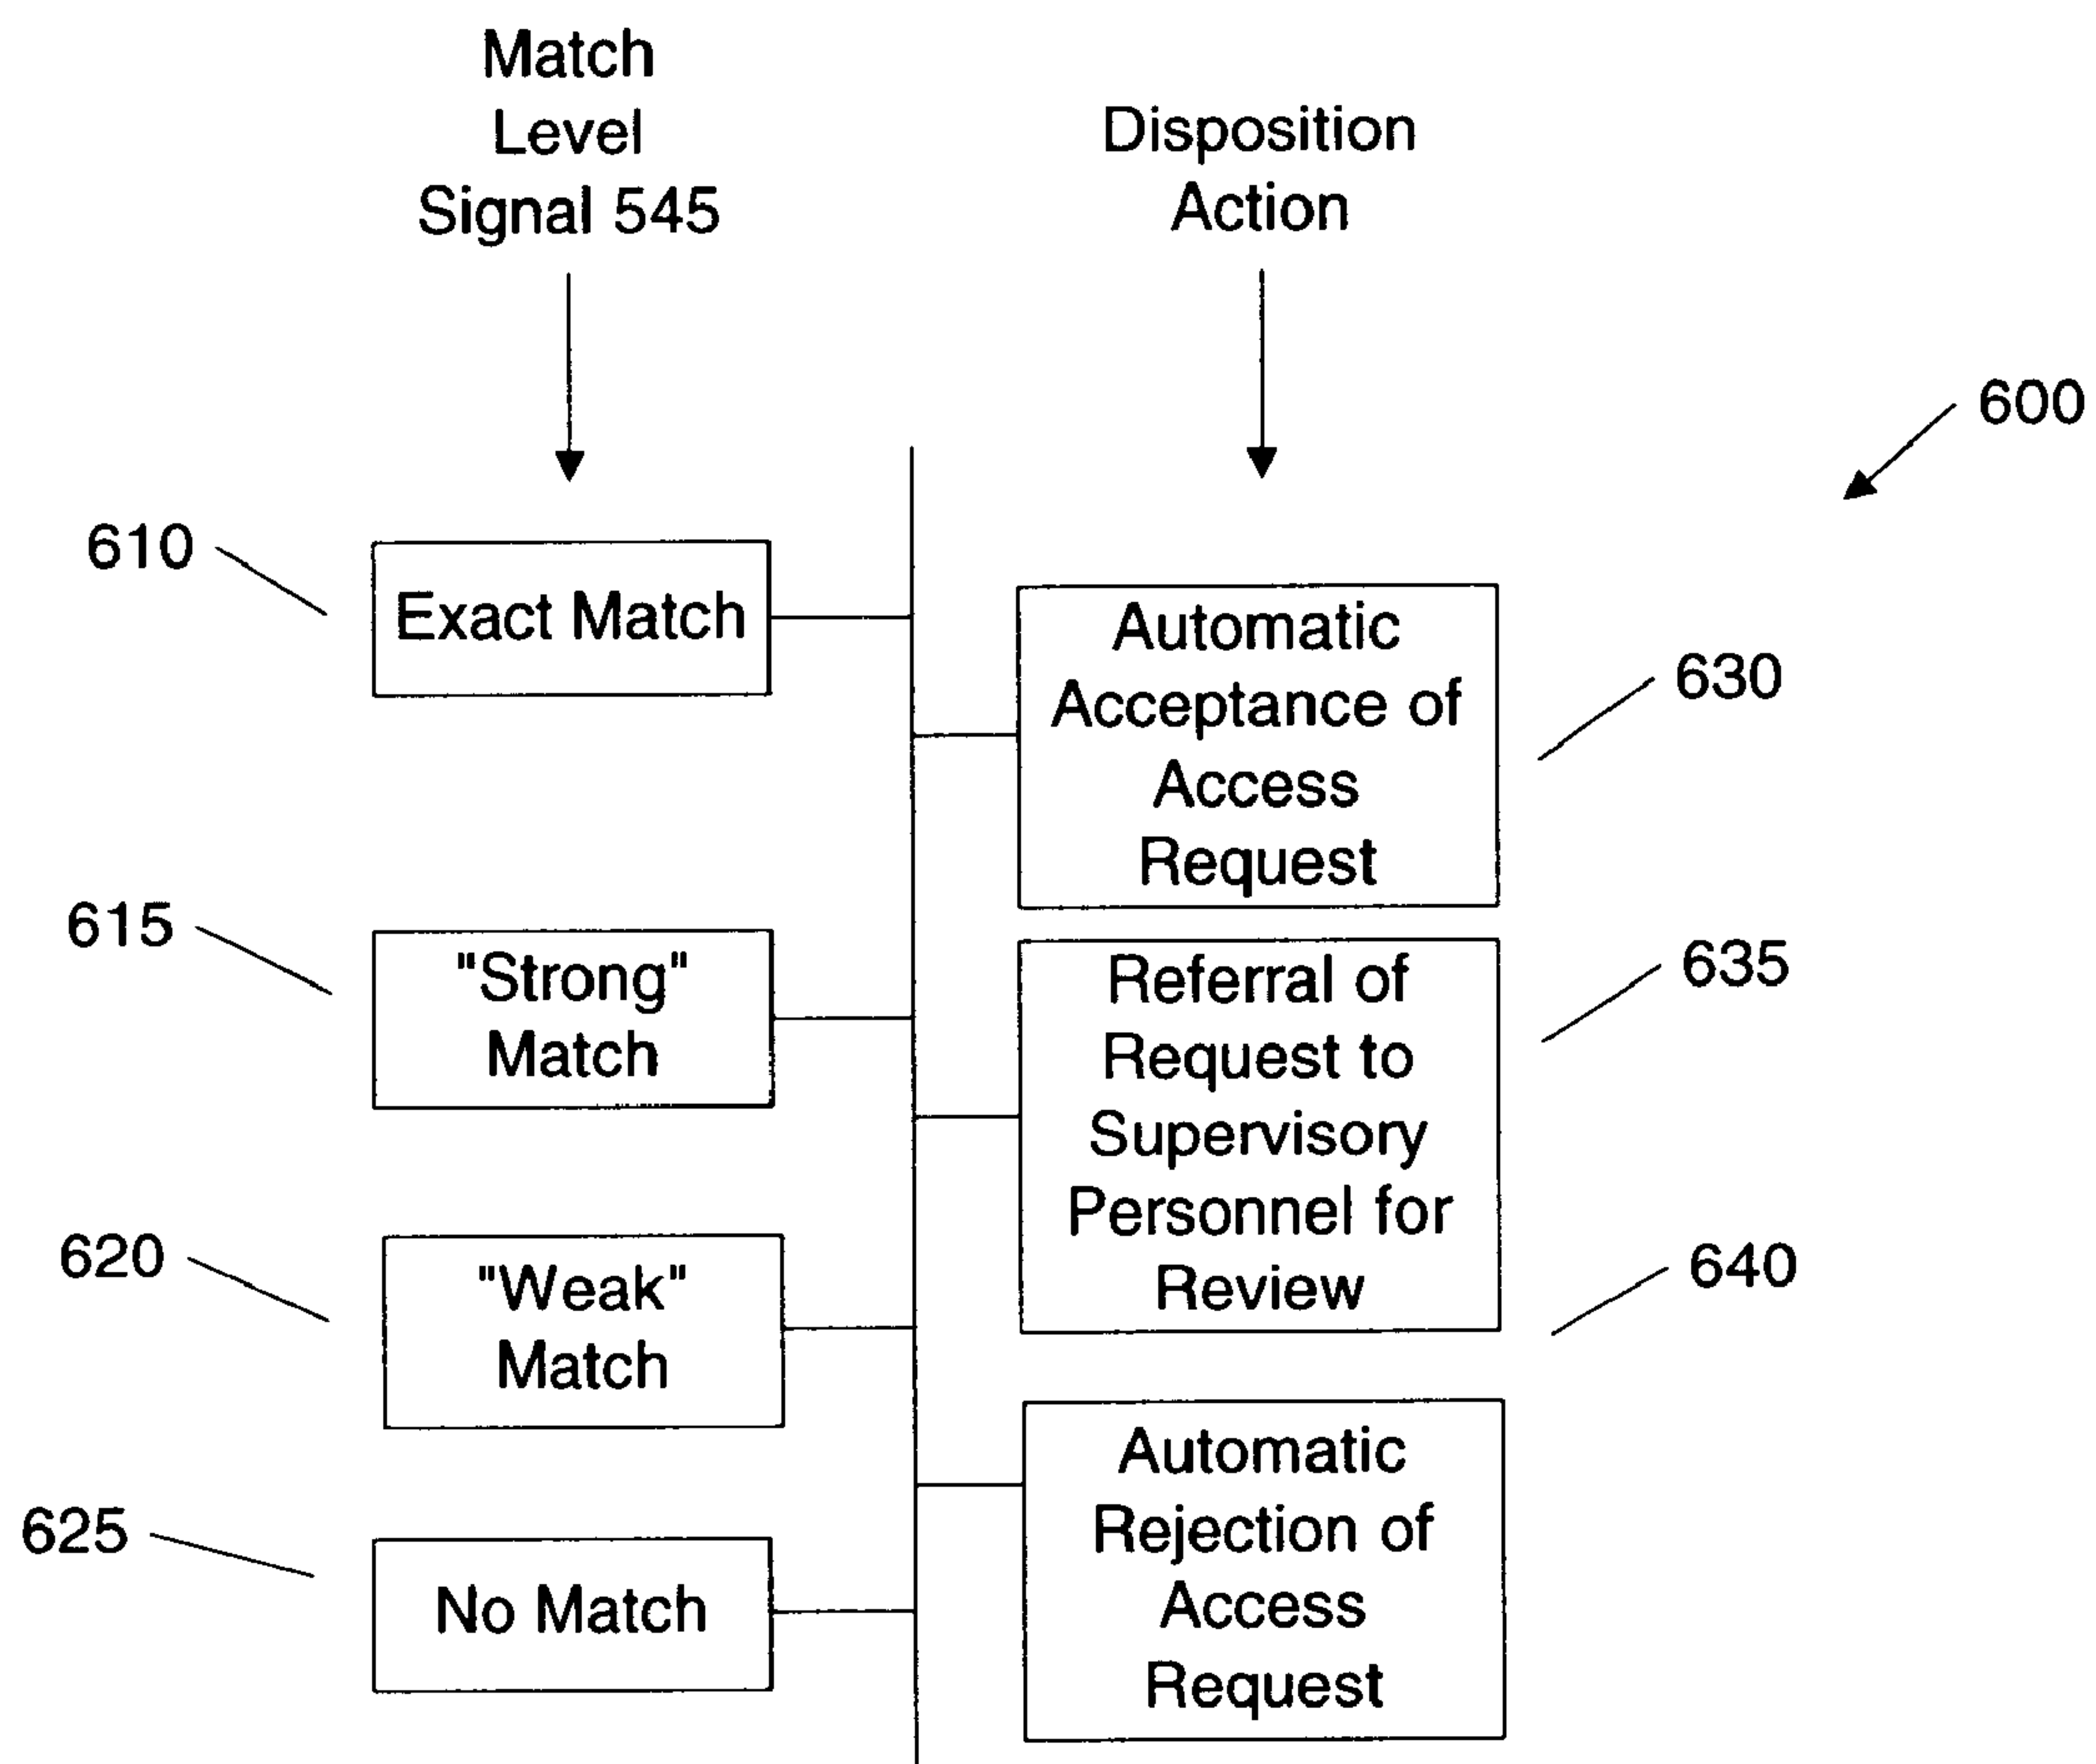 Match
Level
Signal 545
Disposition
Action
600
610
Exact Match
Automatic
Acceptance of
Access
Request
630
615
"Strong"
Match
Referral of
Request to
Supervisory
Personnel for
Review
635
620
"Weak"
Match
640
625
No Match
Automatic
Rejection of
Access
Request